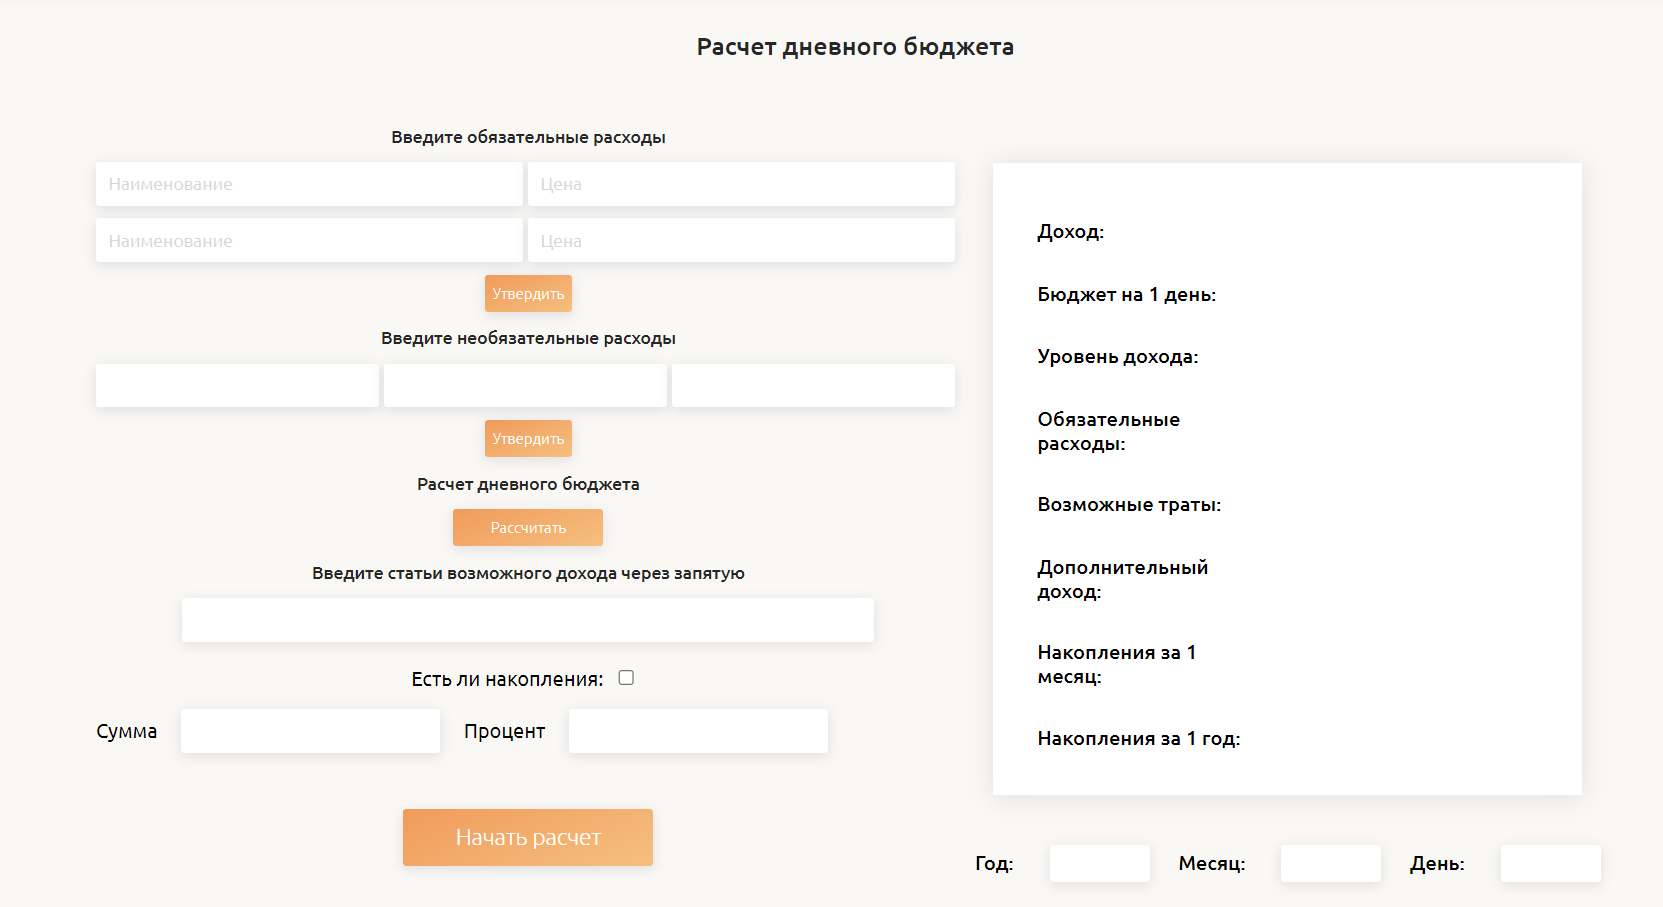 Расчет дневного бюджета
Введите обязательные расходы
Наименование Цена
Наименование Цена
Утвердить
Введите необязательные расходы
Утвердить
Расчет дневного бюджета
Рассчитать
Введите статьи возможного дохода через запятую
Есть ли накопления:
Сумма Процент
Начать расчет
Доход:
Бюджет на 1 день:
Уровень дохода:
Обязательные
расходы:
Возможные траты:
Дополнительный
доход:
Накопления за 1
месяц:
Накопления за 1 год:
Год: Месяц: День: